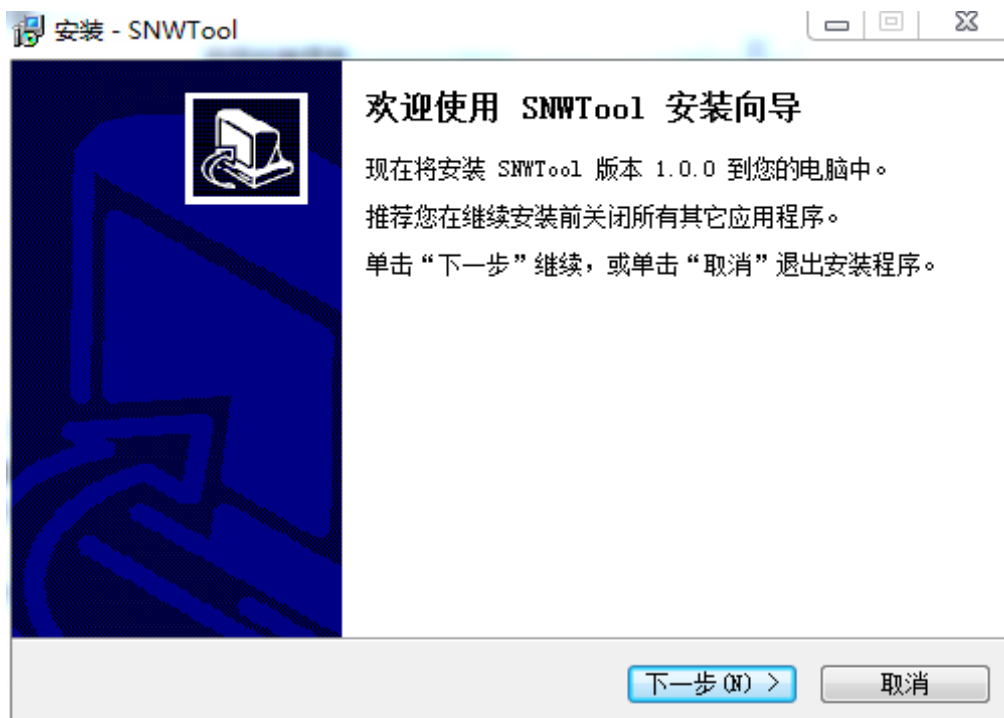 安装 - SNWTool
欢迎使用 SNWTool 安装向导
现在将安装 SNWTool 版本 1.0.0 到您的电脑中。
推荐您在继续安装前关闭所有其它应用程序。
单击“下一步”继续，或单击“取消”退出安装程序。
下一步(N) >
取消